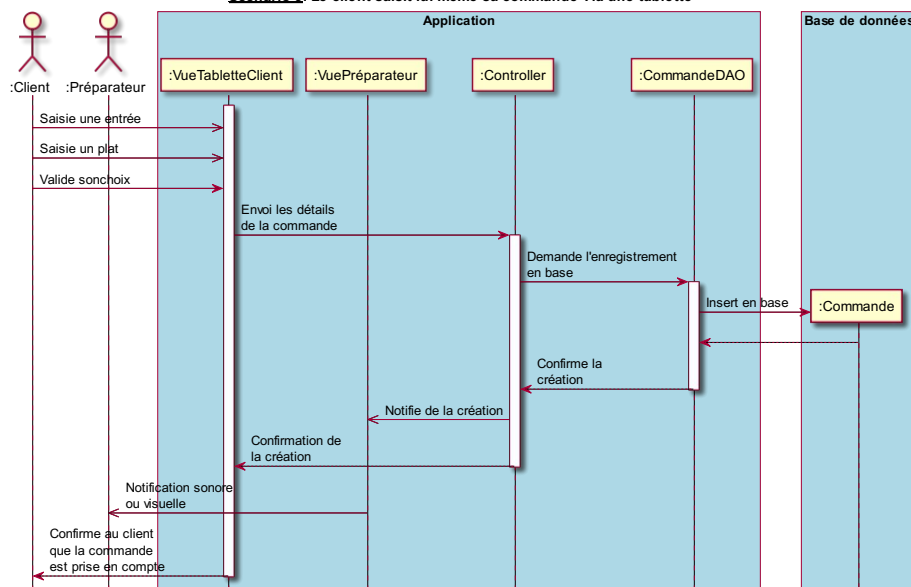 Application
Base de données
:VueTabletteClient
:VuePréparateur
:Controller
:CommandeDAO
:Client
:Préparateur
Saisie une entrée
Saisie un plat
Valide sonchoix
Envoi les détails
de la commande
Demande l'enregistrement
en base
Insert en base
:Commande
Confirme la
création
Notifie de la création
Confirmation de
la création
Notification sonore
ou visuelle
Confirme au client
que la commande
est prise en compte